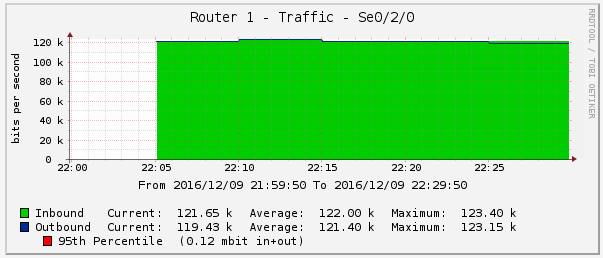 Router 1 - Traffic - Se0/2/0
RRDTOOL / TOBI OETIKER
bits per second
120 k
100 k
80 k
60 k
40 k
20 k
0
22:00 22:05 22:10 22:15 22:20 22:25
From 2016/12/09 21:59:50 To 2016/12/09 22:29:50
Inbound Current: 121.65 k Average: 122.00 k Maximum: 123.40 k
Outbound Current: 119.43 k Average: 121.40 k Maximum: 123.15 k
95th Percentile (0.12 mbit in+out)